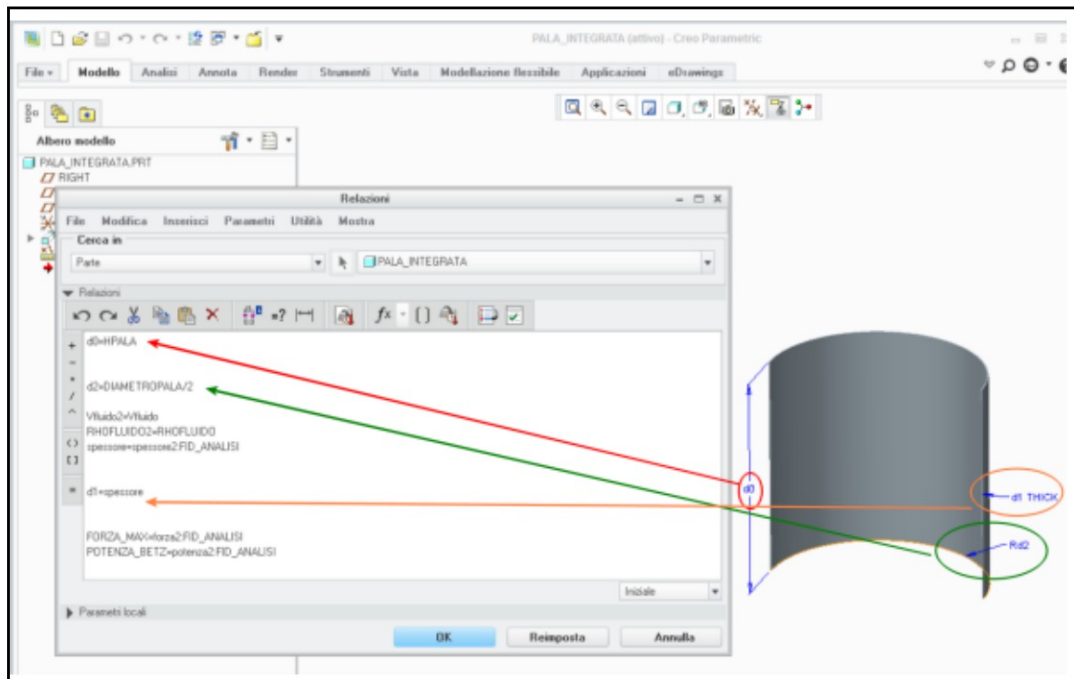 PALA_INTEGRATA (attivo) - Creo Parametric
File Modello Analisi Annota Render Strumenti Vista Modellazione flessibile Applicazioni eDrawings
Albero modello
PALA_INTEGRATA.PRT
RIGHT
Relazioni
File Modifica Inserisci Parametri Utilità Mostra
Cerca in
Parte PALA_INTEGRATA
Relazioni
d0=HPALA
d2=DIAMETROPALA/2
Vfluido2=Vfluido
RHOFLUIDO2=RHOFLUIDO
spessore=spessore2:FID_ANALISI
d1=spessore
FORZA_MAX=forza2:FID_ANALISI
POTENZA_BETZ=potenza2:FID_ANALISI
d0
d1 THICK
Rd2
Iniziale
Parametri locali
OK Reimposta Annulla